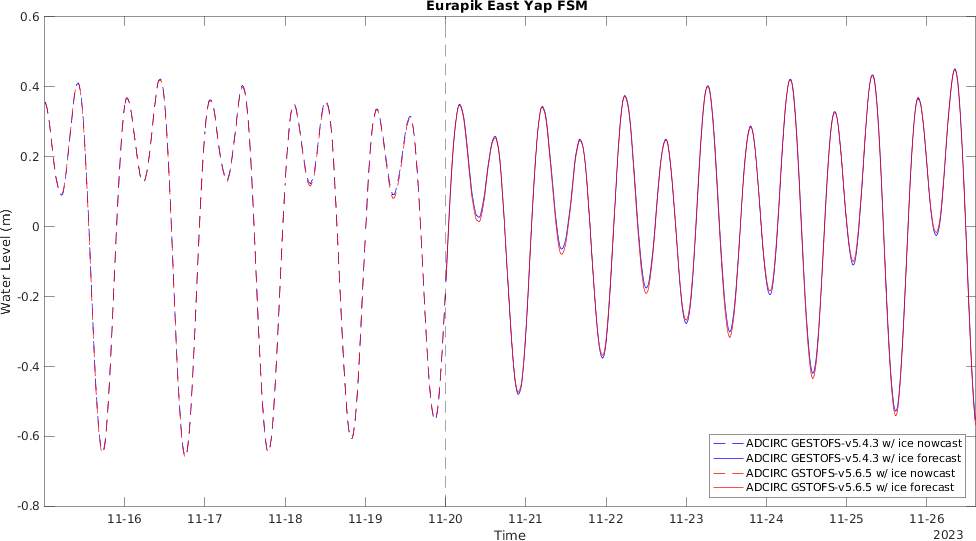 Eurapik East Yap FSM
0.6
0.4
0.2
0
-0.2
-0.4
-0.6
-0.8
Water Level (m)
ADCIRC GESTOFS-v5.4.3 w/ ice nowcast
ADCIRC GESTOFS-v5.4.3 w/ ice forecast
ADCIRC GSTOFS-v5.6.5 w/ ice nowcast
ADCIRC GSTOFS-v5.6.5 w/ ice forecast
11-16 11-17 11-18 11-19 11-20 11-21 11-22 11-23 11-24 11-25 11-26
Time
2023